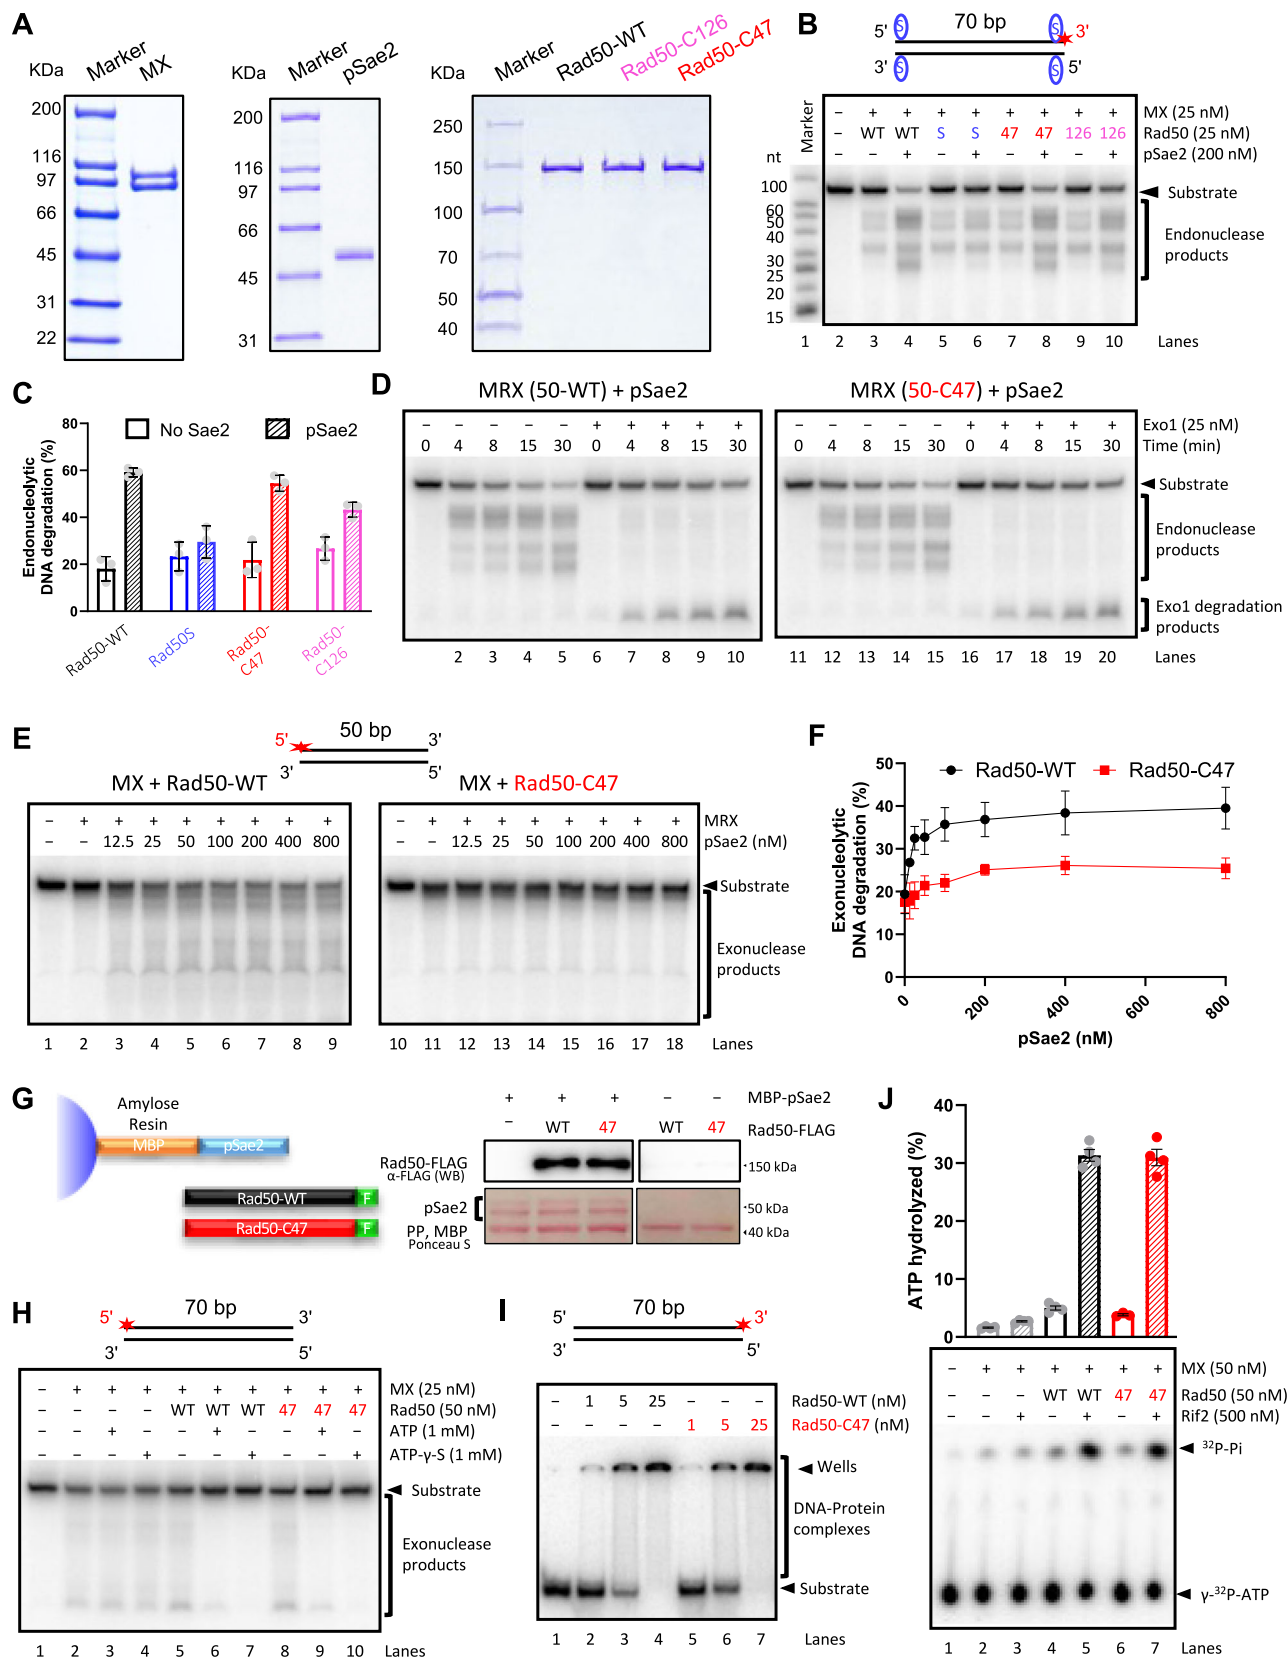 A
KDa
Marker
MX
200
116
97
66
45
31
22
KDa
Marker
pSae2
200
116
97
66
45
31
KDa
Marker
Rad50-WT
Rad50-C126
Rad50-C47
250
150
100
70
50
40
B
70 bp
5' S S 3'
3' S S 5'
Marker
nt
100
60
50
40
30
25
20
15
– + + + + + + + + MX (25 nM)
– WT WT S S 47 47 126 126 Rad50 (25 nM)
– – + – + – + – + pSae2 (200 nM)
Substrate
Endonuclease
products
1 2 3 4 5 6 7 8 9 10 Lanes
C
Endonucleolytic
DNA degradation (%)
80
60
40
20
0
No Sae2
pSae2
Rad50-WT
Rad50S
Rad50-
C47
Rad50-
C126
D
MRX (50-WT) + pSae2
MRX (50-C47) + pSae2
– – – – – + + + + + – – – – – + + + + + Exo1 (25 nM)
0 4 8 15 30 0 4 8 15 30 0 4 8 15 30 0 4 8 15 30 Time (min)
Substrate
Endonuclease
products
Exo1 degradation
products
2 3 4 5 6 7 8 9 10 11 12 13 14 15 16 17 18 19 20 Lanes
E
50 bp
5' 3'
3' 5'
MX + Rad50-WT
MX + Rad50-C47
– + + + + + + + + – + + + + + + + + MRX
– – 12.5 25 50 100 200 400 800 – – 12.5 25 50 100 200 400 800 pSae2 (nM)
Substrate
Exonuclease
products
1 2 3 4 5 6 7 8 9 10 11 12 13 14 15 16 17 18 Lanes
F
Exonucleolytic
DNA degradation (%)
50
40
30
20
10
0
Rad50-WT
Rad50-C47
0 200 400 600 800
pSae2 (nM)
G
Amylose
Resin
MBP pSae2
Rad50-WT F
Rad50-C47 F
+ + + – – MBP-pSae2
– WT 47 WT 47 Rad50-FLAG
Rad50-FLAG
α-FLAG (WB)
150 kDa
pSae2
50 kDa
PP, MBP
Ponceau S
40 kDa
H
70 bp
5' 3'
3' 5'
– + + + + + + + + + MX (25 nM)
– – – – WT WT WT 47 47 47 Rad50 (50 nM)
– – + – – + – – + – ATP (1 mM)
– – – + – – + – – + ATP-γ-S (1 mM)
Substrate
Exonuclease
products
1 2 3 4 5 6 7 8 9 10 Lanes
I
70 bp
5' 3'
3' 5'
– 1 5 25 – – – Rad50-WT (nM)
– – – – 1 5 25 Rad50-C47 (nM)
Wells
DNA-Protein
complexes
Substrate
1 2 3 4 5 6 7 Lanes
J
ATP hydrolyzed (%)
40
30
20
10
0
– + + + + + + MX (50 nM)
– – – WT WT 47 47 Rad50 (50 nM)
– – + – + – + Rif2 (500 nM)
³²P-Pi
γ-³²P-ATP
1 2 3 4 5 6 7 Lanes